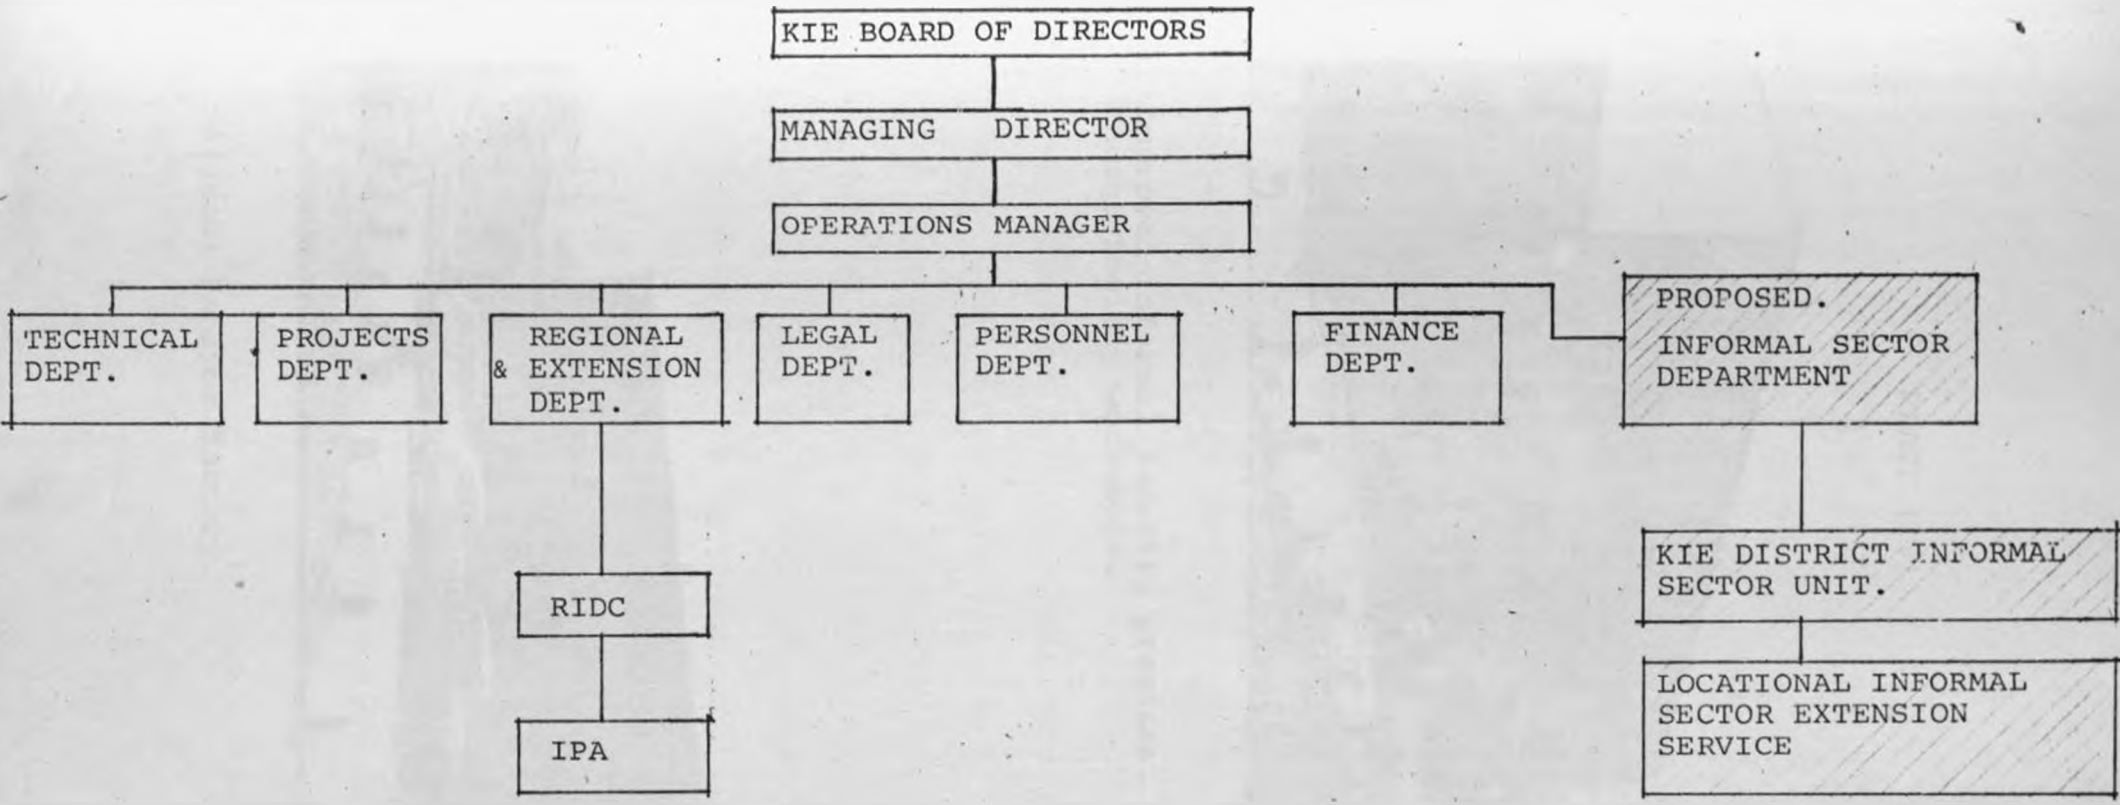 KIE BOARD OF DIRECTORS
MANAGING DIRECTOR
OPERATIONS MANAGER
TECHNICAL
DEPT.
PROJECTS
DEPT.
REGIONAL
& EXTENSION
DEPT.
LEGAL
DEPT.
PERSONNEL
DEPT.
FINANCE
DEPT.
PROPOSED.
INFORMAL SECTOR
DEPARTMENT
RIDC
IPA
KIE DISTRICT INFORMAL
SECTOR UNIT.
LOCATIONAL INFORMAL
SECTOR EXTENSION
SERVICE